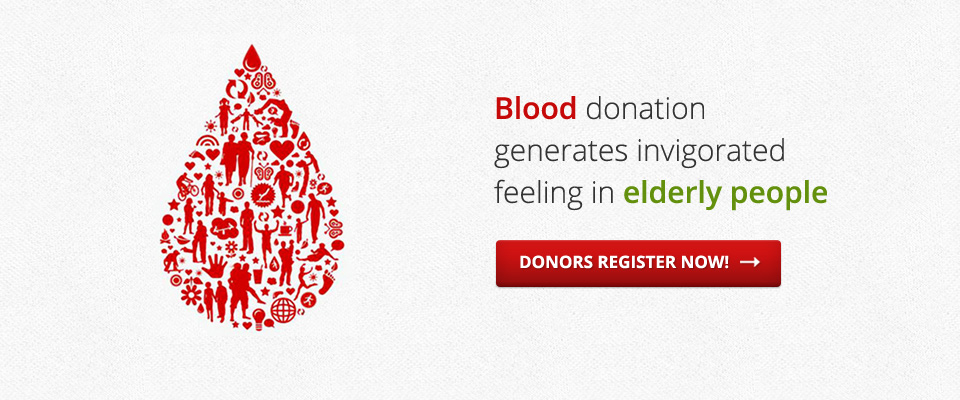 Blood donation
generates invigorated
feeling in elderly people
DONORS REGISTER NOW! →